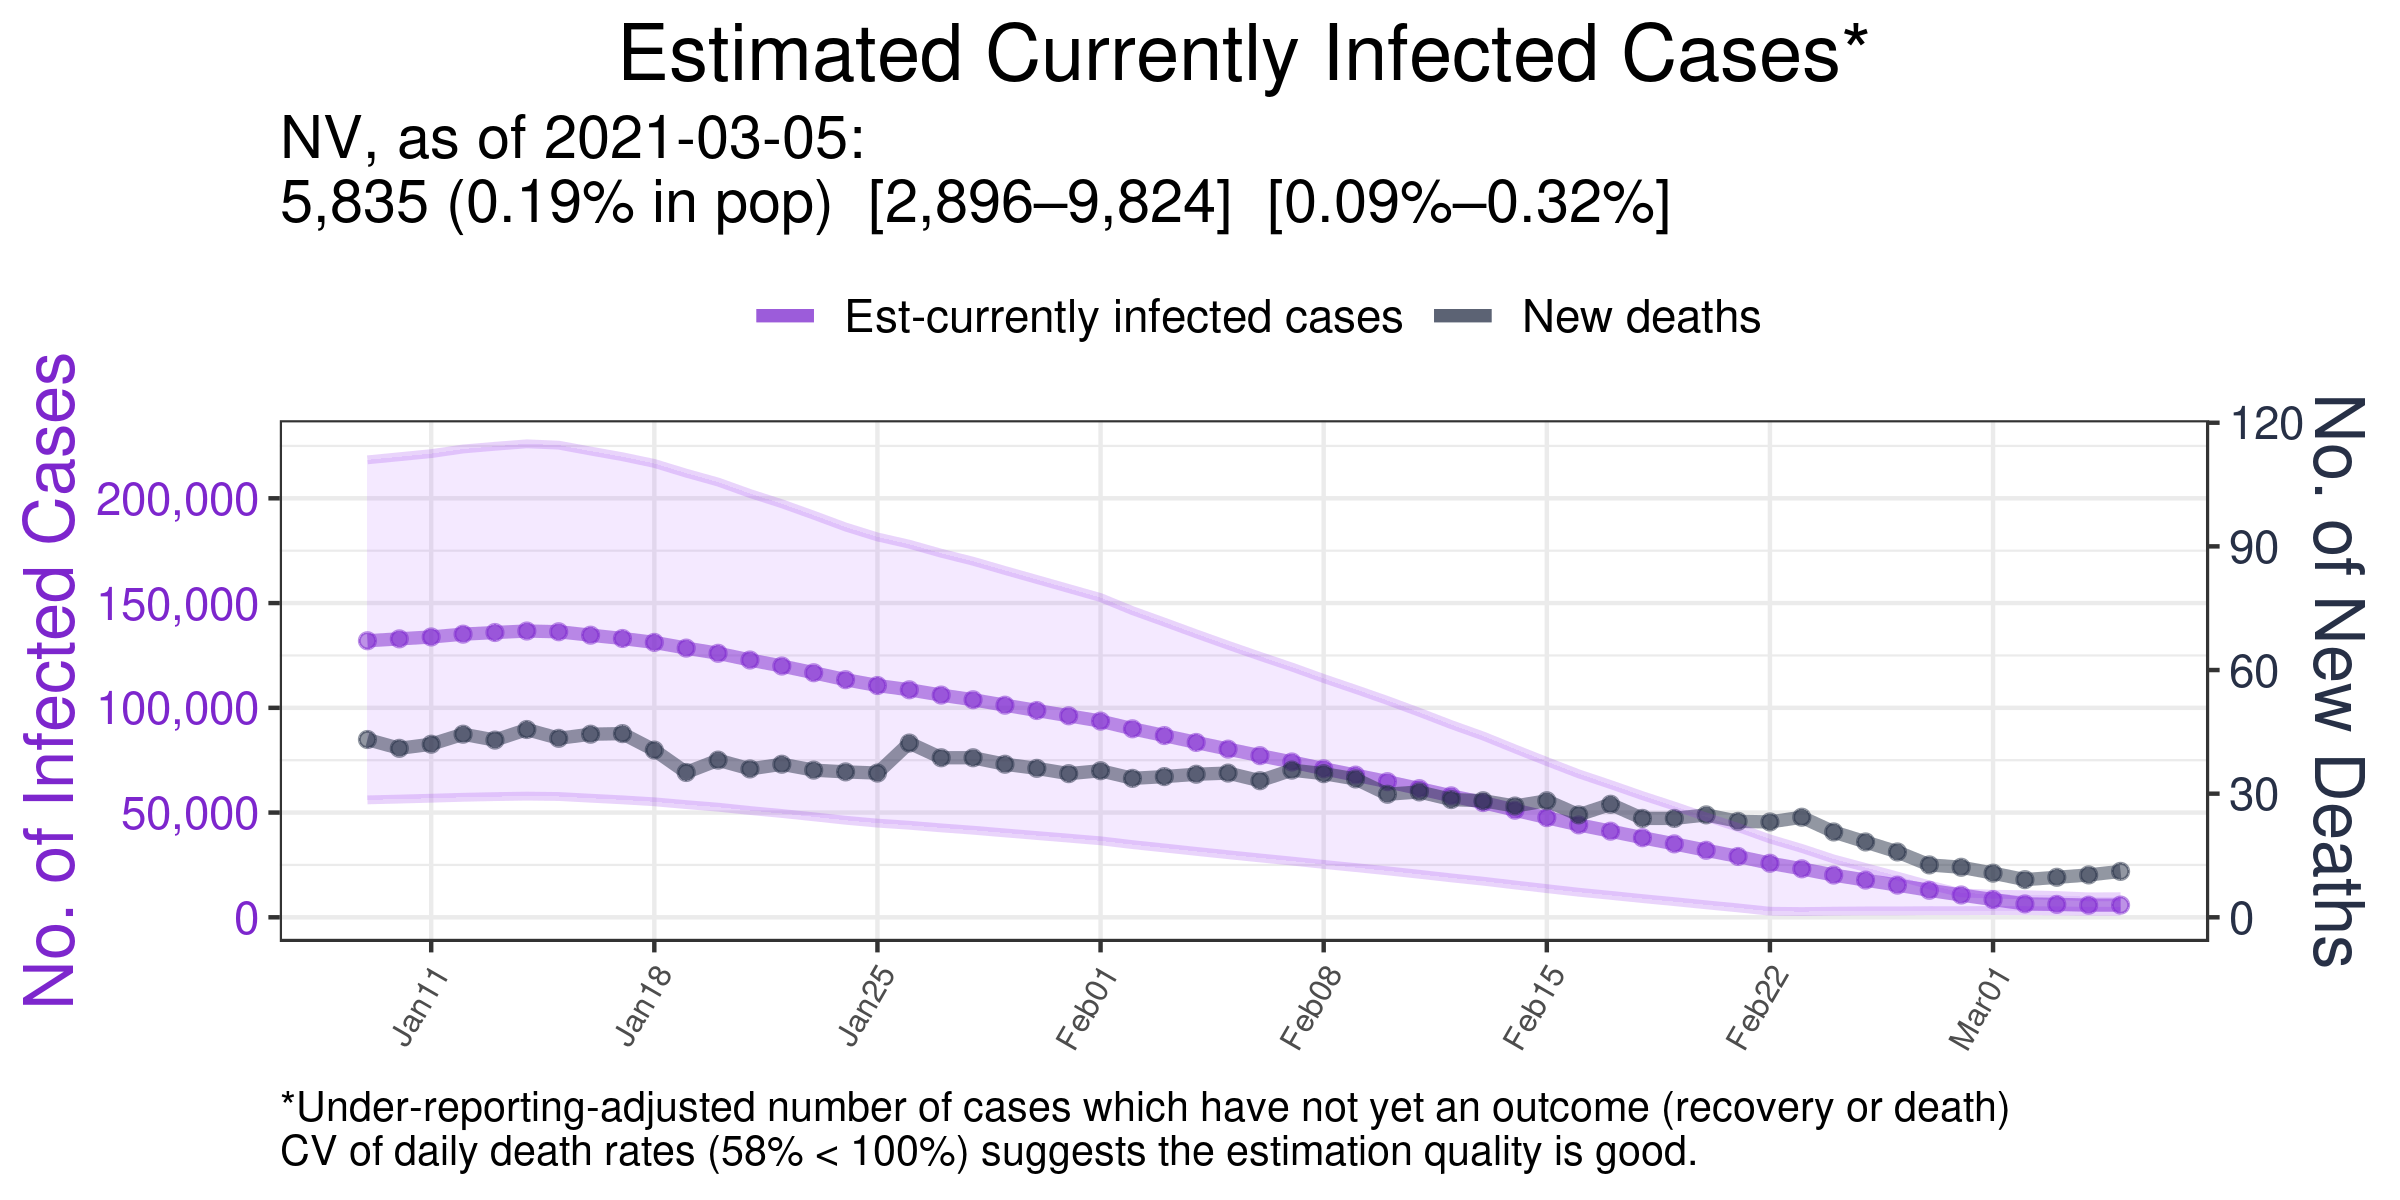 Estimated Currently Infected Cases*
NV, as of 2021-03-05:
5,835 (0.19% in pop)  [2,896–9,824]  [0.09%–0.32%]
Est-currently infected cases
New deaths
No. of Infected Cases
200,000
150,000
100,000
50,000
0
120
90
60
30
0
No. of New Deaths
Jan11
Jan18
Jan25
Feb01
Feb08
Feb15
Feb22
Mar01
*Under-reporting-adjusted number of cases which have not yet an outcome (recovery or death)
CV of daily death rates (58% < 100%) suggests the estimation quality is good.